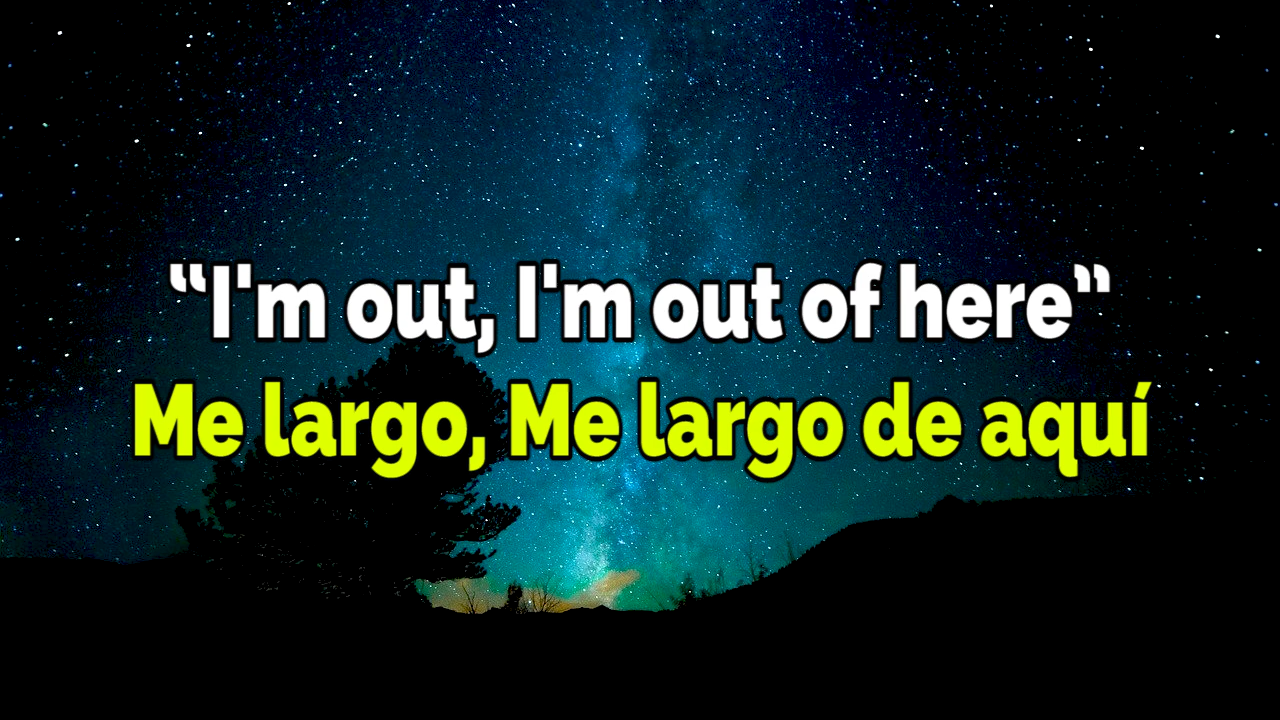 “I'm out, I'm out of here”
Me largo, Me largo de aquí